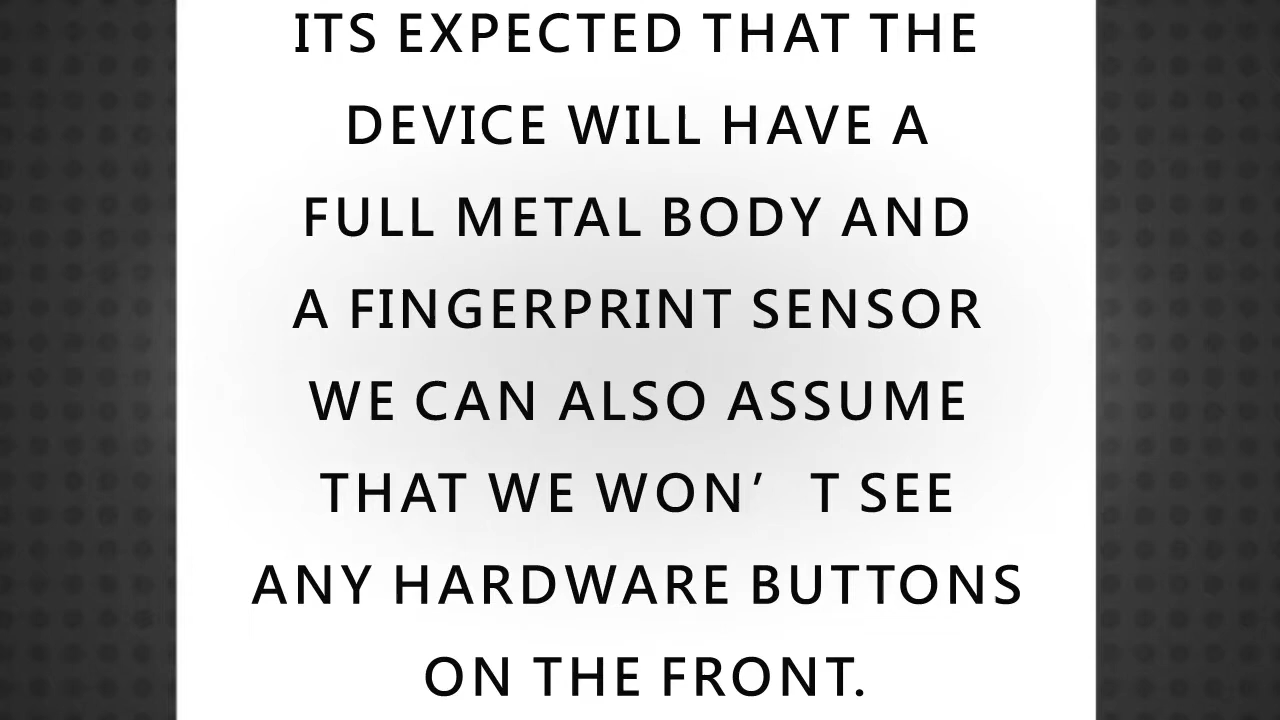 ITS EXPECTED THAT THE
DEVICE WILL HAVE A
FULL METAL BODY AND
A FINGERPRINT SENSOR
WE CAN ALSO ASSUME
THAT WE WON’ T SEE
ANY HARDWARE BUTTONS
ON THE FRONT.